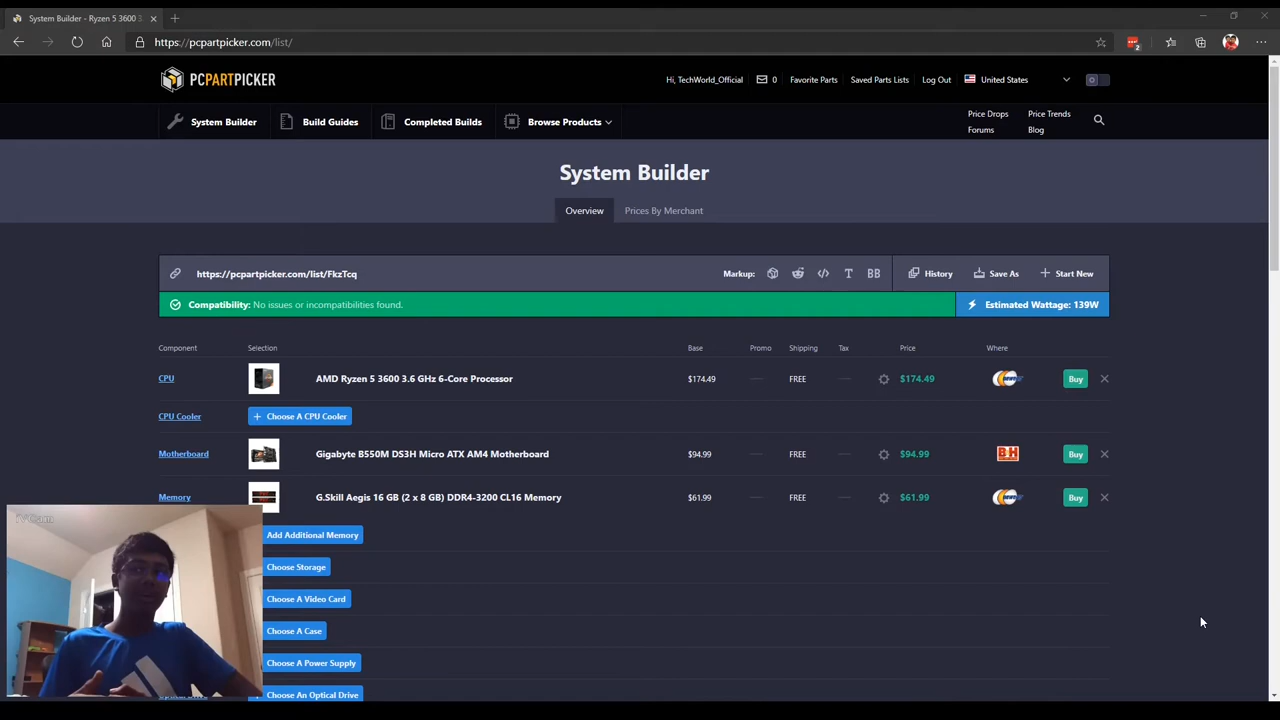 System Builder - Ryzen 5 3600 3
https://pcpartpicker.com/list/
2
PCPARTPICKER
Hi, TechWorld_Official
0
Favorite Parts
Saved Parts Lists
Log Out
United States
System Builder
Build Guides
Completed Builds
Browse Products
Price Drops
Price Trends
Forums
Blog
System Builder
Overview
Prices By Merchant
https://pcpartpicker.com/list/FkzTcq
Markup:
BB
History
Save As
Start New
Compatibility: No issues or incompatibilities found.
Estimated Wattage: 139W
Component Selection Base Promo Shipping Tax Price Where
CPU AMD Ryzen 5 3600 3.6 GHz 6-Core Processor $174.49 FREE $174.49 Buy
CPU Cooler + Choose A CPU Cooler
Motherboard Gigabyte B550M DS3H Micro ATX AM4 Motherboard $94.99 FREE $94.99 BH Buy
Memory G.Skill Aegis 16 GB (2 x 8 GB) DDR4-3200 CL16 Memory $61.99 FREE $61.99 Buy
iVCam
Add Additional Memory
Choose Storage
Choose A Video Card
Choose A Case
Choose A Power Supply
Choose An Optical Drive